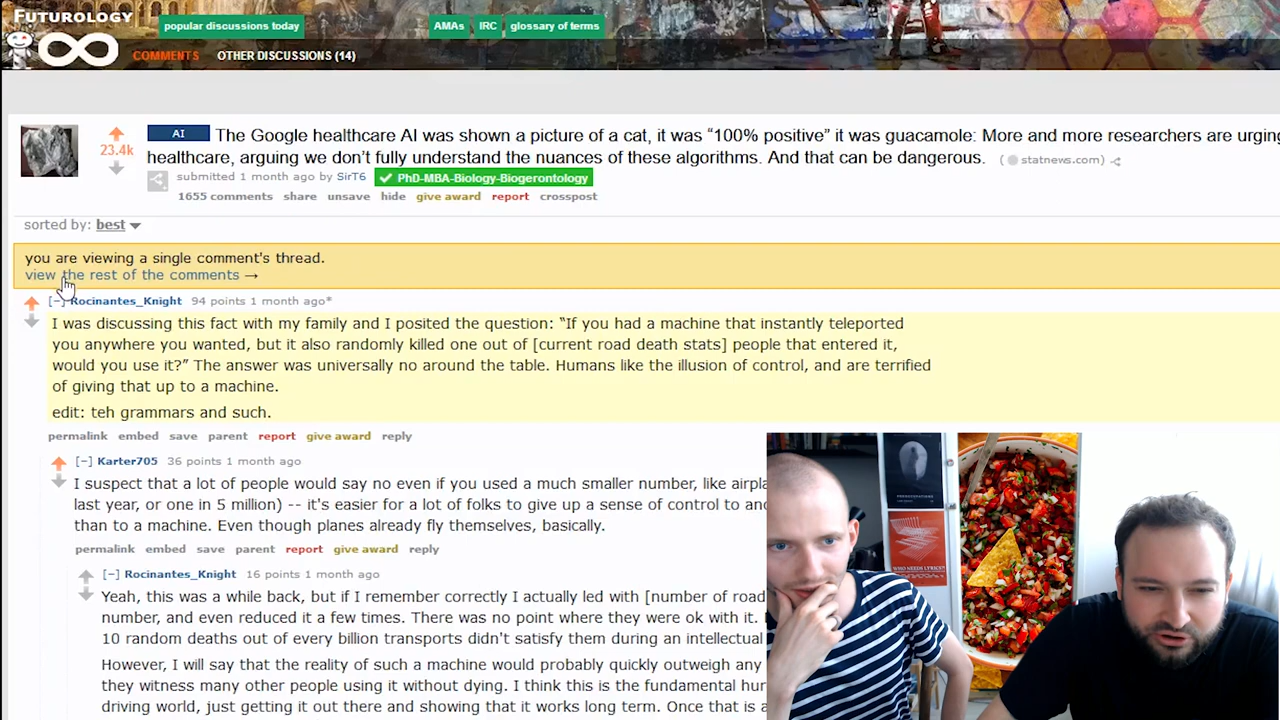 FUTUROLOGY
popular discussions today
AMAs IRC glossary of terms
COMMENTS OTHER DISCUSSIONS (14)
23.4k
AI The Google healthcare AI was shown a picture of a cat, it was “100% positive” it was guacamole: More and more researchers are urging
healthcare, arguing we don’t fully understand the nuances of these algorithms. And that can be dangerous. (statnews.com)
submitted 1 month ago by SirT6 ✔ PhD-MBA-Biology-Biogerontology
1655 comments share unsave hide give award report crosspost
sorted by: best
you are viewing a single comment's thread.
view the rest of the comments →
[–] Rocinantes_Knight 94 points 1 month ago*
I was discussing this fact with my family and I posited the question: “If you had a machine that instantly teleported
you anywhere you wanted, but it also randomly killed one out of [current road death stats] people that entered it,
would you use it?” The answer was universally no around the table. Humans like the illusion of control, and are terrified
of giving that up to a machine.
edit: teh grammars and such.
permalink embed save parent report give award reply
[–] Karter705 36 points 1 month ago
I suspect that a lot of people would say no even if you used a much smaller number, like airpla
last year, or one in 5 million) -- it's easier for a lot of folks to give up a sense of control to and
than to a machine. Even though planes already fly themselves, basically.
permalink embed save parent report give award reply
[–] Rocinantes_Knight 16 points 1 month ago
Yeah, this was a while back, but if I remember correctly I actually led with [number of road
number, and even reduced it a few times. There was no point where they were ok with it.
10 random deaths out of every billion transports didn't satisfy them during an intellectual
However, I will say that the reality of such a machine would probably quickly outweigh any
they witness many other people using it without dying. I think this is the fundamental hur
driving world, just getting it out there and showing that it works long term. Once that is a
WHO NEEDS LYRICS?